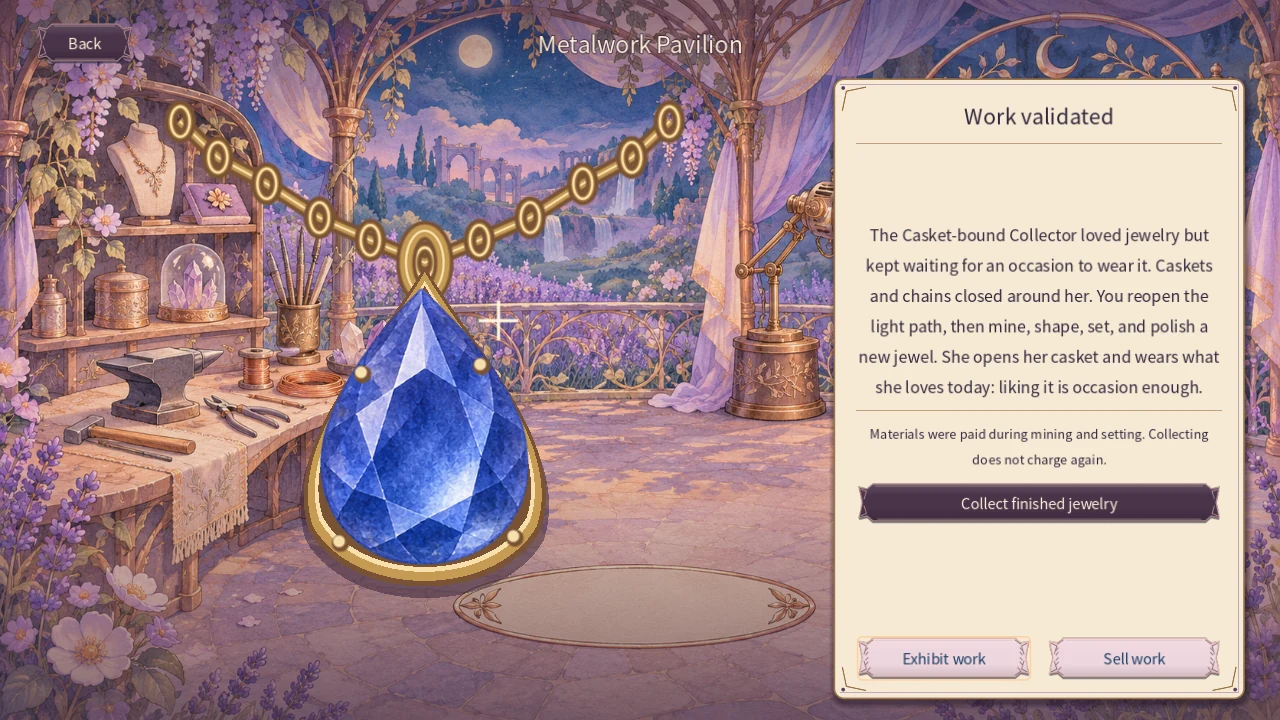 Back
Metalwork Pavilion
Work validated
The Casket-bound Collector loved jewelry but
kept waiting for an occasion to wear it. Caskets
and chains closed around her. You reopen the
light path, then mine, shape, set, and polish a
new jewel. She opens her casket and wears what
she loves today: liking it is occasion enough.
Materials were paid during mining and setting. Collecting
does not charge again.
Collect finished jewelry
Exhibit work
Sell work